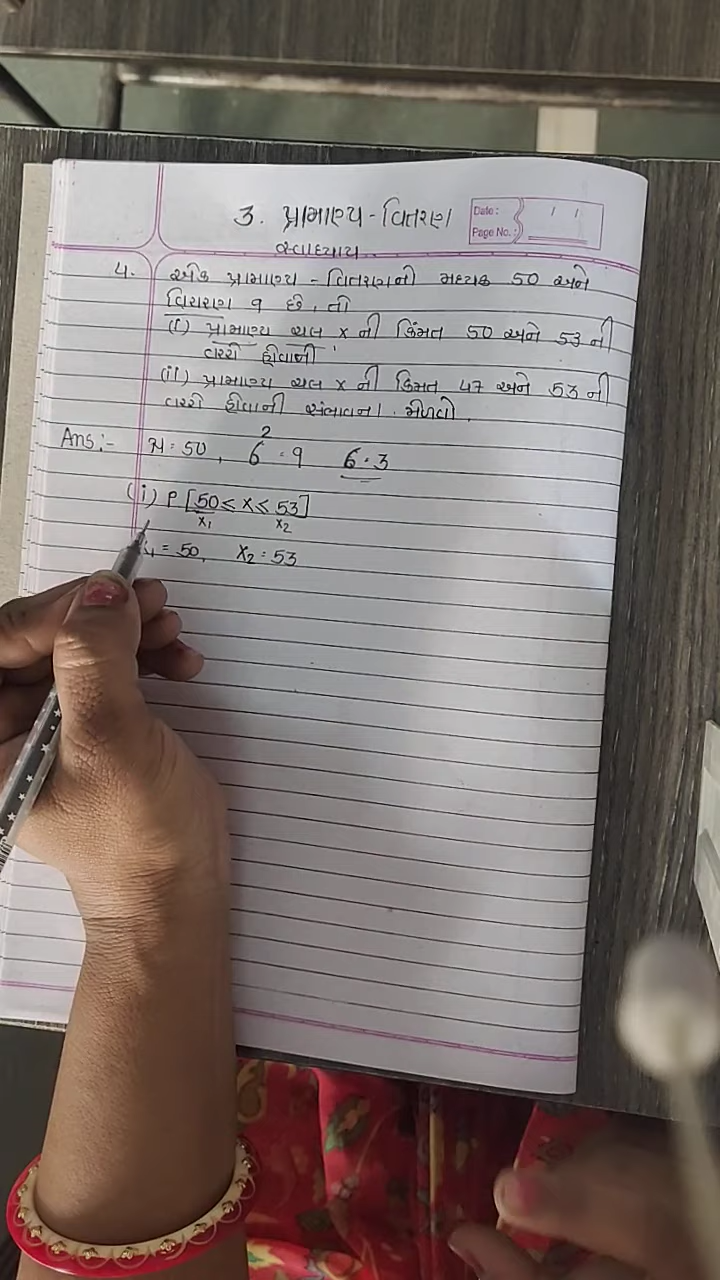 3. પ્રામાણ્ય - વિતરણ
Date : / /
Page No. :
સ્વાધ્યાય
4. એક પ્રામાણ્ય - વિતરણનો મધ્યક 50 અને
વિચરણ 9 છે, તો
(i) પ્રામાણ્ય ચલ x ની કિંમત 50 અને 53 ની
વચ્ચે હોવાની
(ii) પ્રામાણ્ય ચલ x ની કિંમત 47 અને 53 ની
વચ્ચે હોવાની સંભાવના મેળવો.
Ans :- μ = 50, σ² = 9 σ = 3
(i) P [50 ≤ x ≤ 53]
x₁ x₂
= 50, x₂ = 53